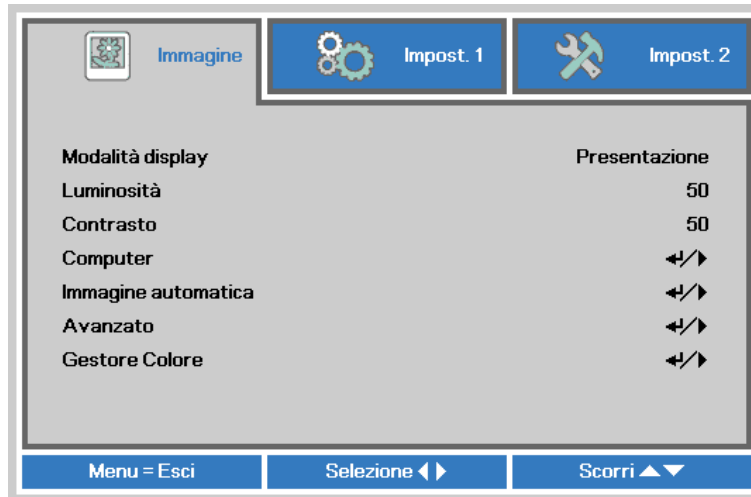 Immagine Impost. 1 Impost. 2
Modalità display Presentazione
Luminosità 50
Contrasto 50
Computer ↵/▶
Immagine automatica ↵/▶
Avanzato ↵/▶
Gestore Colore ↵/▶
Menu = Esci Selezione ◀▶ Scorri ▲▼